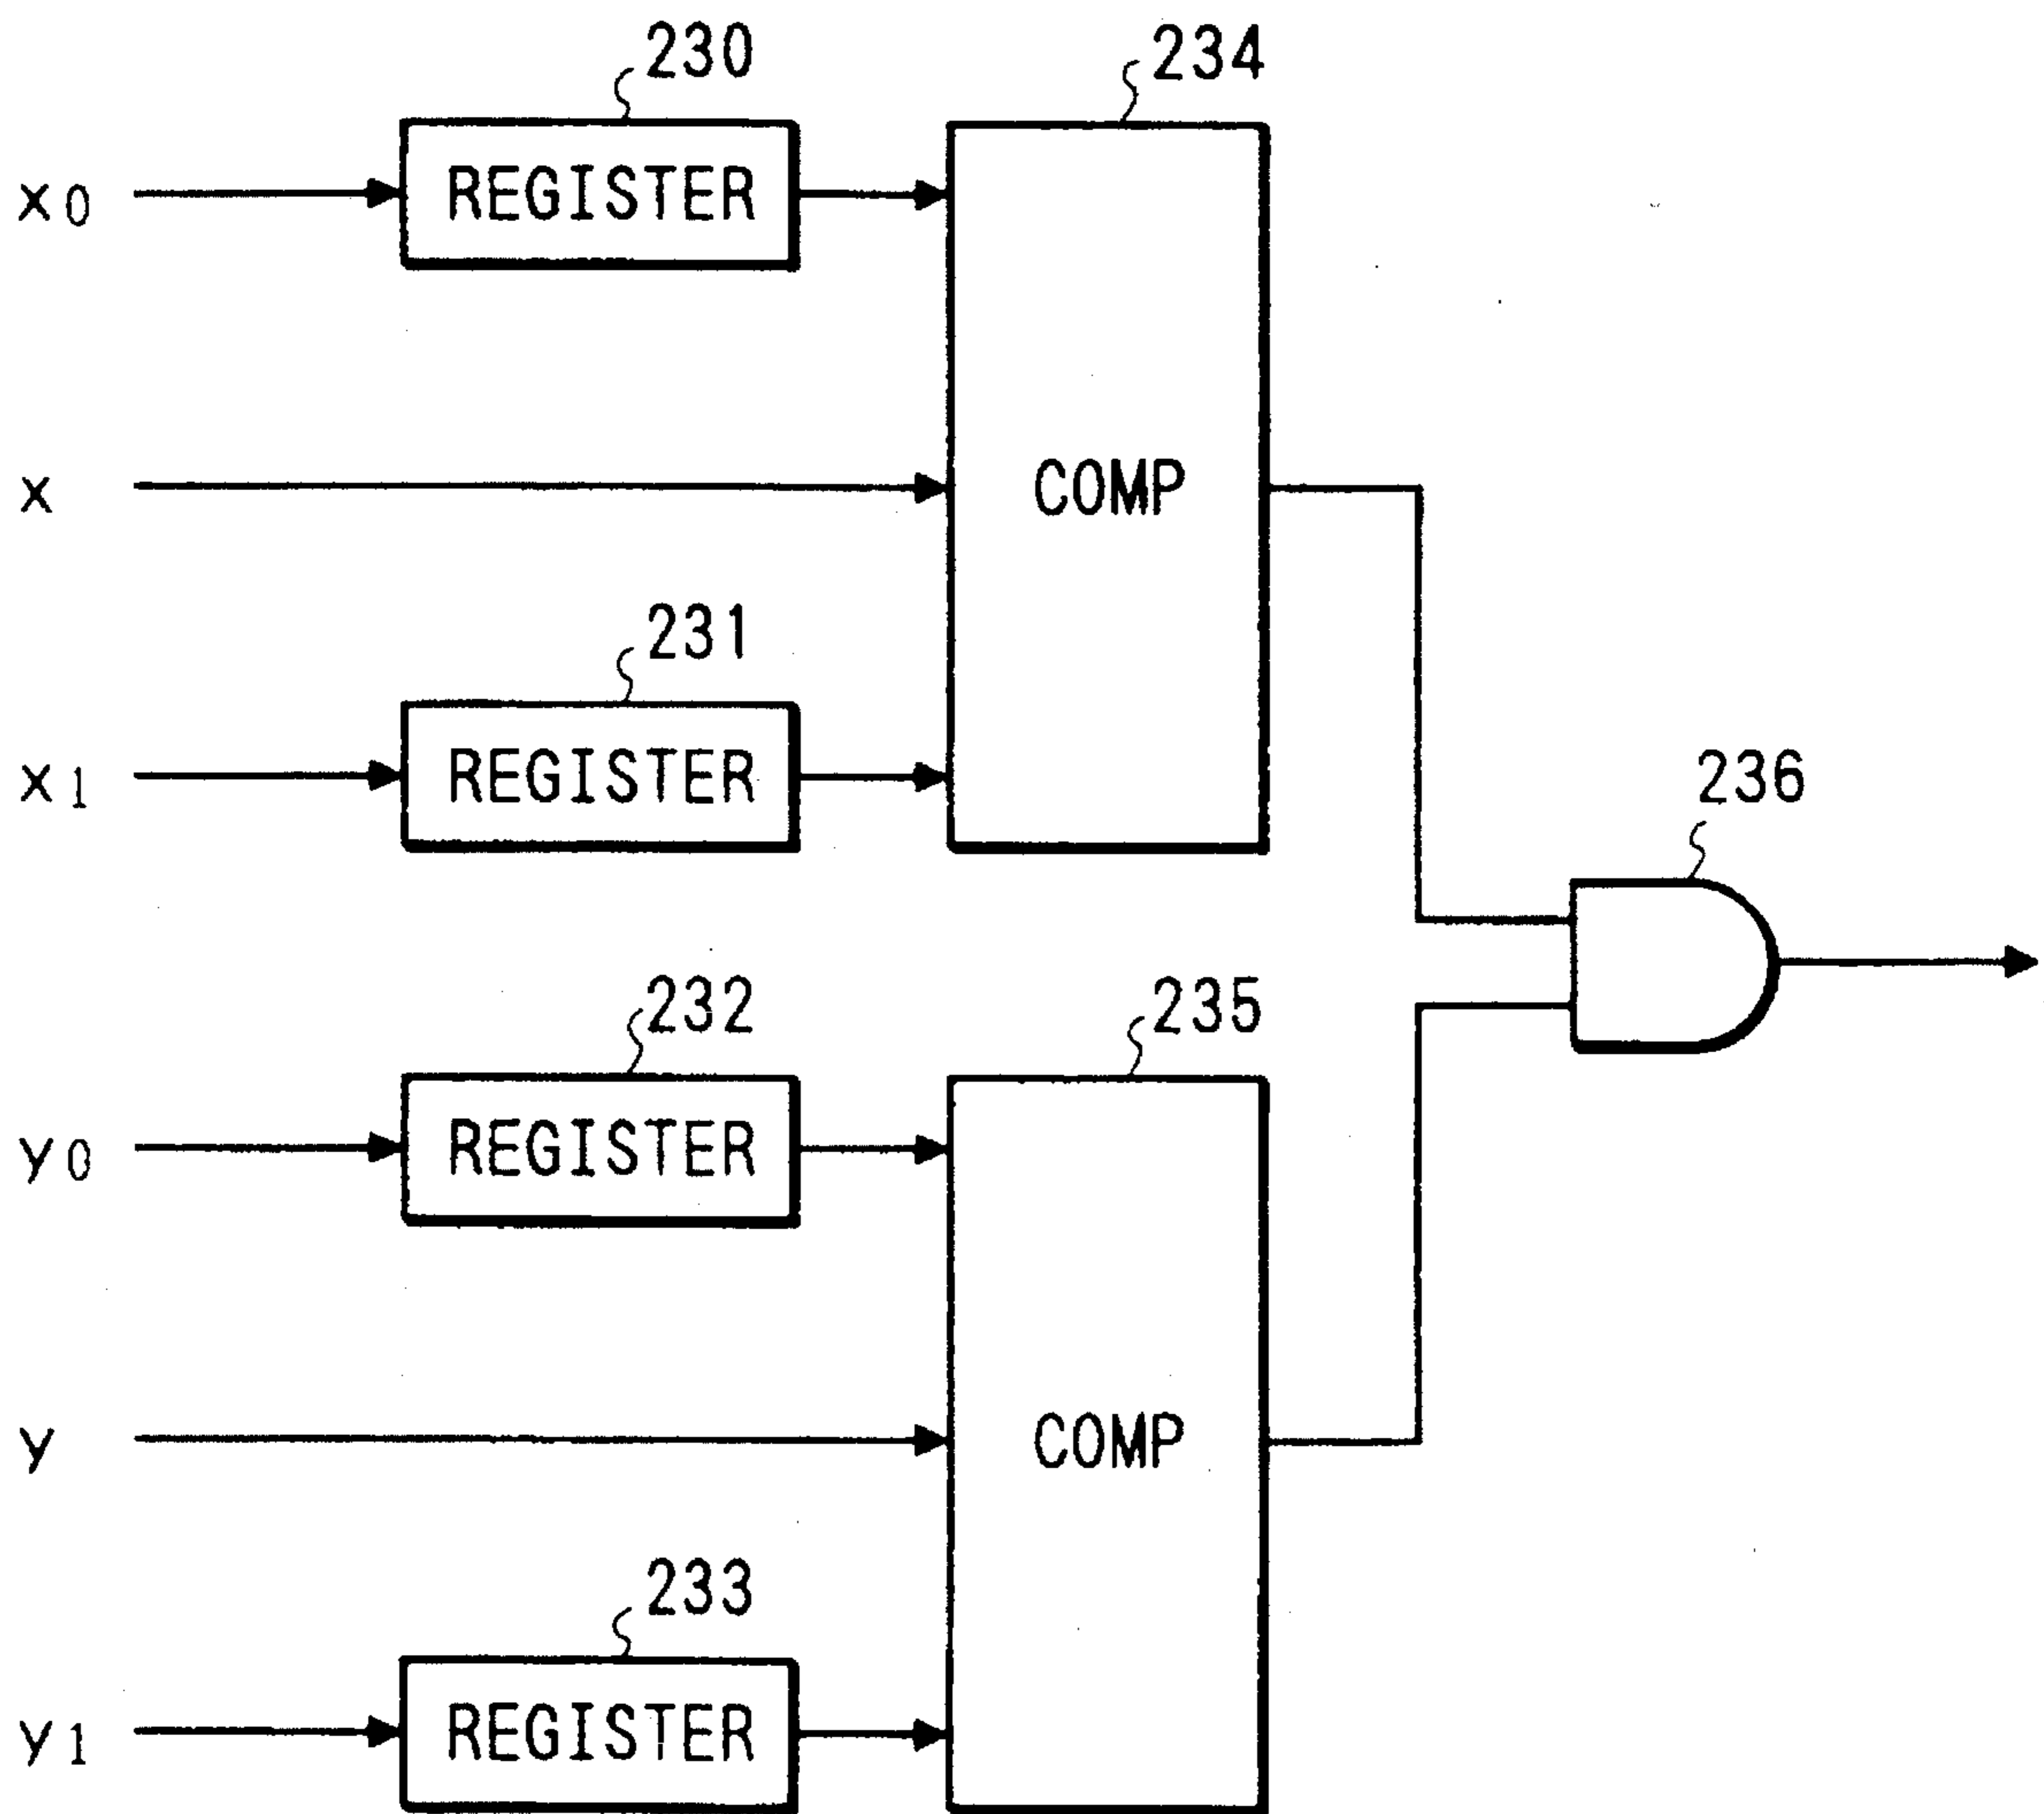 230
234
x0
REGISTER
x
COMP
231
x1
REGISTER
236
232
235
y0
REGISTER
y
COMP
233
y1
REGISTER